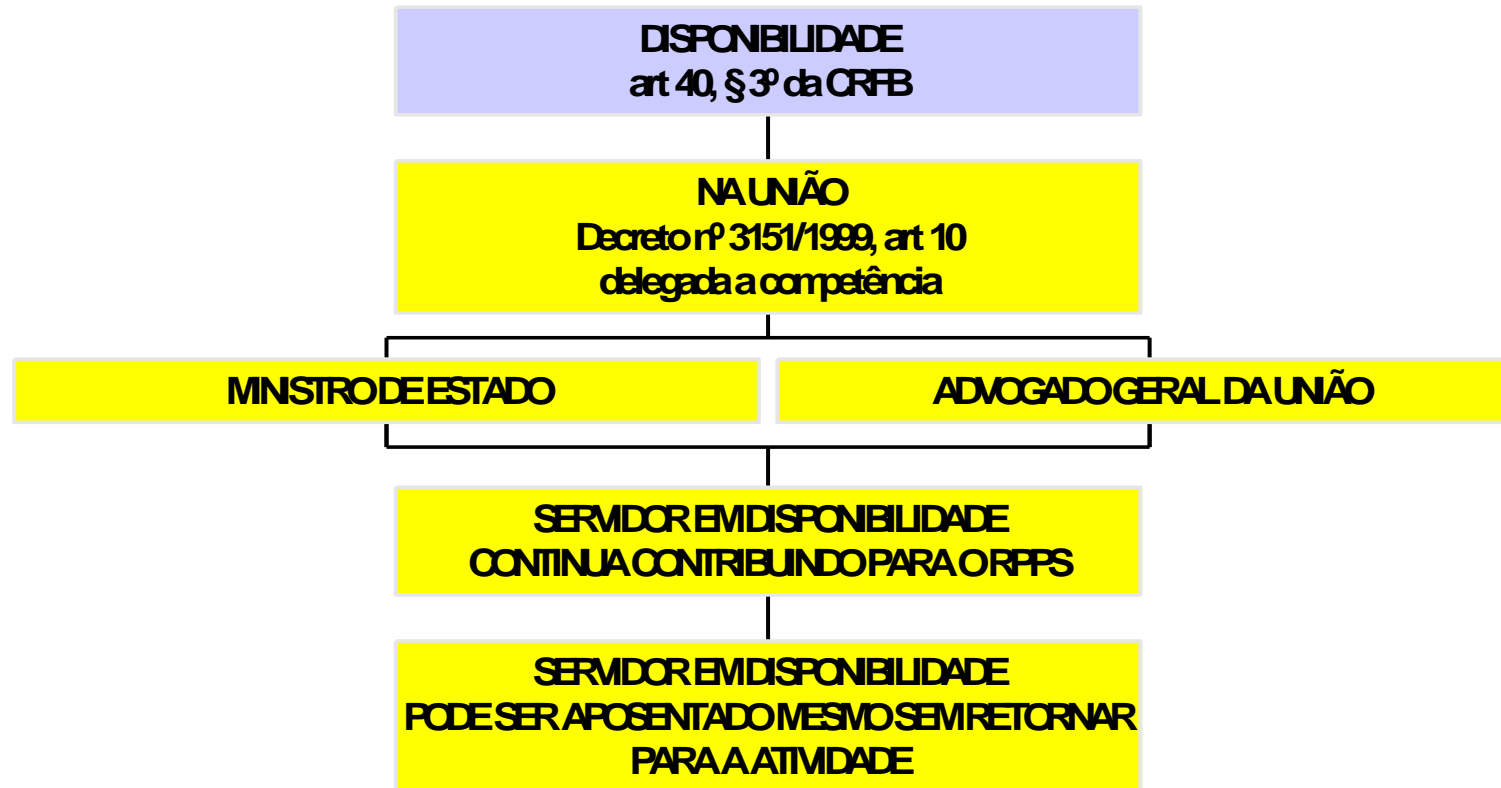 DISPONIBILIDADE
art 40, § 3º da CRFB
NA UNIÃO
Decreto nº 3151/1999, art 10
delegada a competência
MINISTRO DE ESTADO
ADVOGADO GERAL DA UNIÃO
SERVIDOR EM DISPONIBILIDADE
CONTINUA CONTRIBUINDO PARA O RPPS
SERVIDOR EM DISPONIBILIDADE
PODE SER APOSENTADO MESMO SEM RETORNAR
PARA A ATIVIDADE